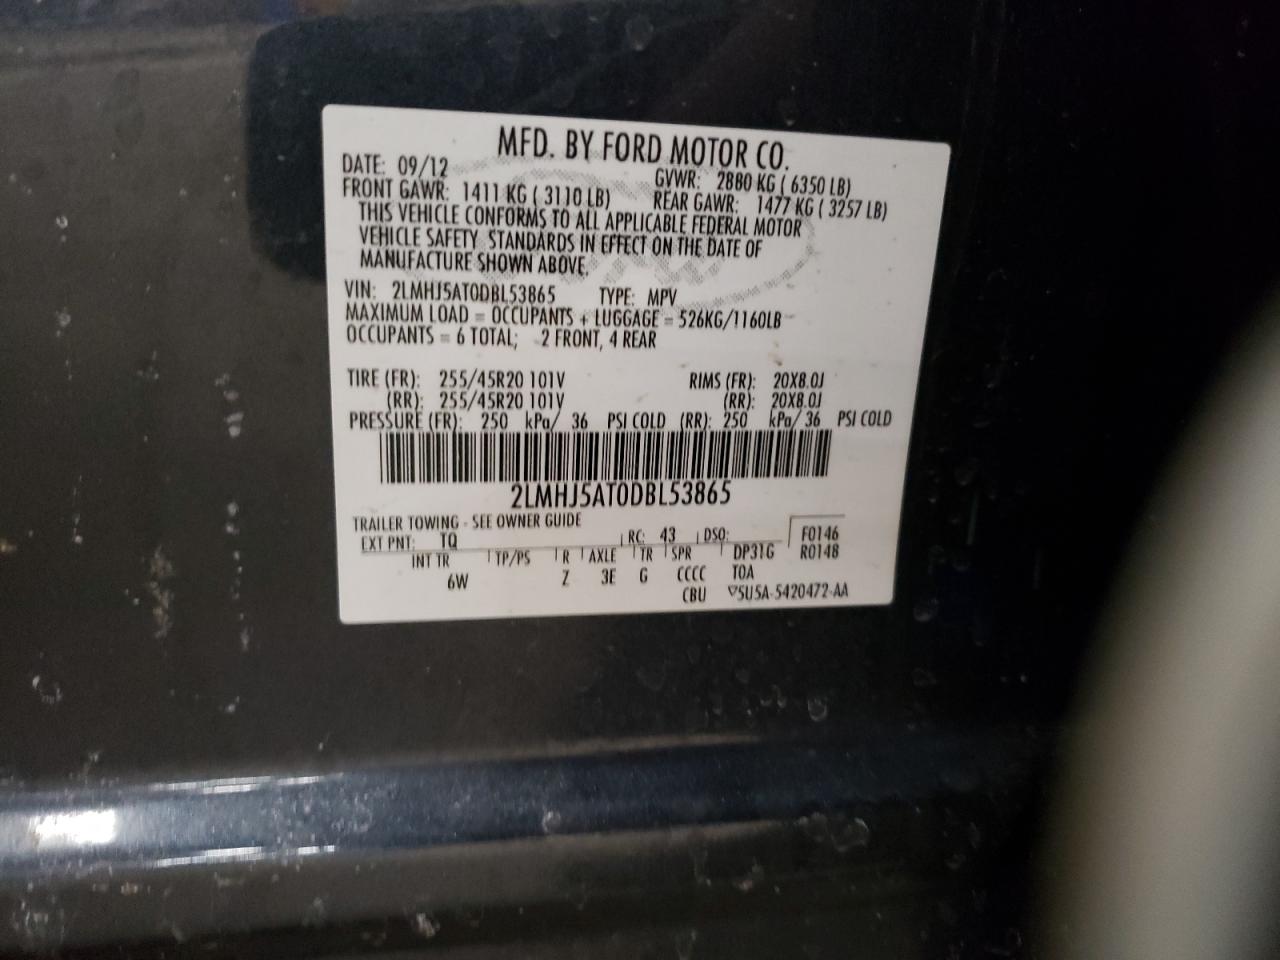 MFD. BY FORD MOTOR CO.
DATE: 09/12 GVWR: 2880 KG ( 6350 LB)
FRONT GAWR: 1411 KG ( 3110 LB) REAR GAWR: 1477 KG ( 3257 LB)
THIS VEHICLE CONFORMS TO ALL APPLICABLE FEDERAL MOTOR
VEHICLE SAFETY STANDARDS IN EFFECT ON THE DATE OF
MANUFACTURE SHOWN ABOVE.
VIN: 2LMHJ5AT0DBL53865 TYPE: MPV
MAXIMUM LOAD = OCCUPANTS + LUGGAGE = 526KG/1160LB
OCCUPANTS = 6 TOTAL; 2 FRONT, 4 REAR
TIRE (FR): 255/45R20 101V RIMS (FR): 20X8.0J
(RR): 255/45R20 101V (RR): 20X8.0J
PRESSURE (FR): 250 kPa/ 36 PSI COLD (RR): 250 kPa/ 36 PSI COLD
2LMHJ5AT0DBL53865
TRAILER TOWING - SEE OWNER GUIDE
EXT PNT: TQ RC: 43 DSO: F0146
INT TR TP/PS R AXLE TR SPR DP31G R0148
6W Z 3E G CCCC T0A
CBU ▽5U5A-5420472-AA